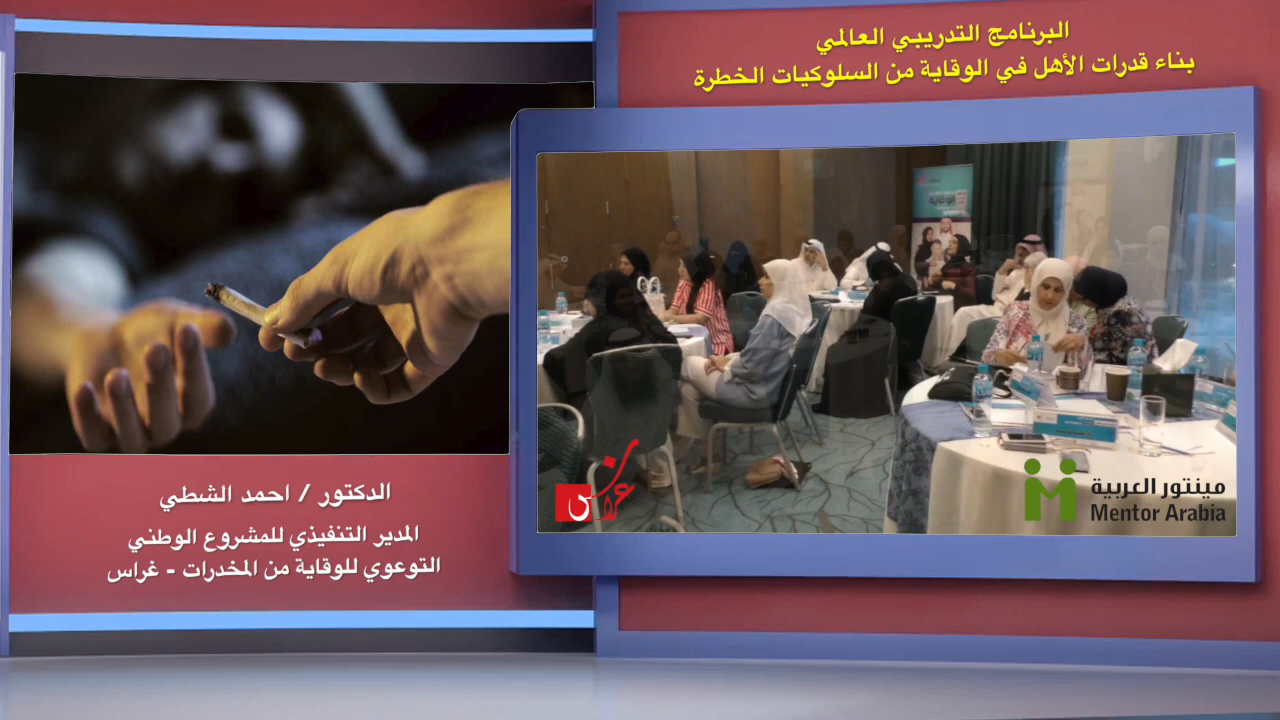 البرنامج التدريبي العالمي
بناء قدرات الأهل في الوقاية من السلوكيات الخطرة
الوقاية
غراس
مينتور العربية
Mentor Arabia
الدكتور / احمد الشطي
المدير التنفيذي للمشروع الوطني
التوعوي للوقاية من المخدرات - غراس